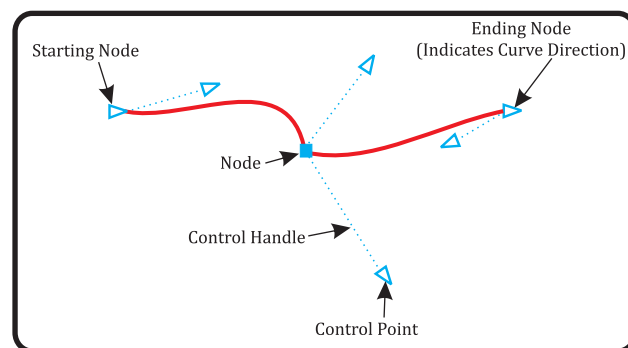 Starting Node
Ending Node
(Indicates Curve Direction)
Node
Control Handle
Control Point